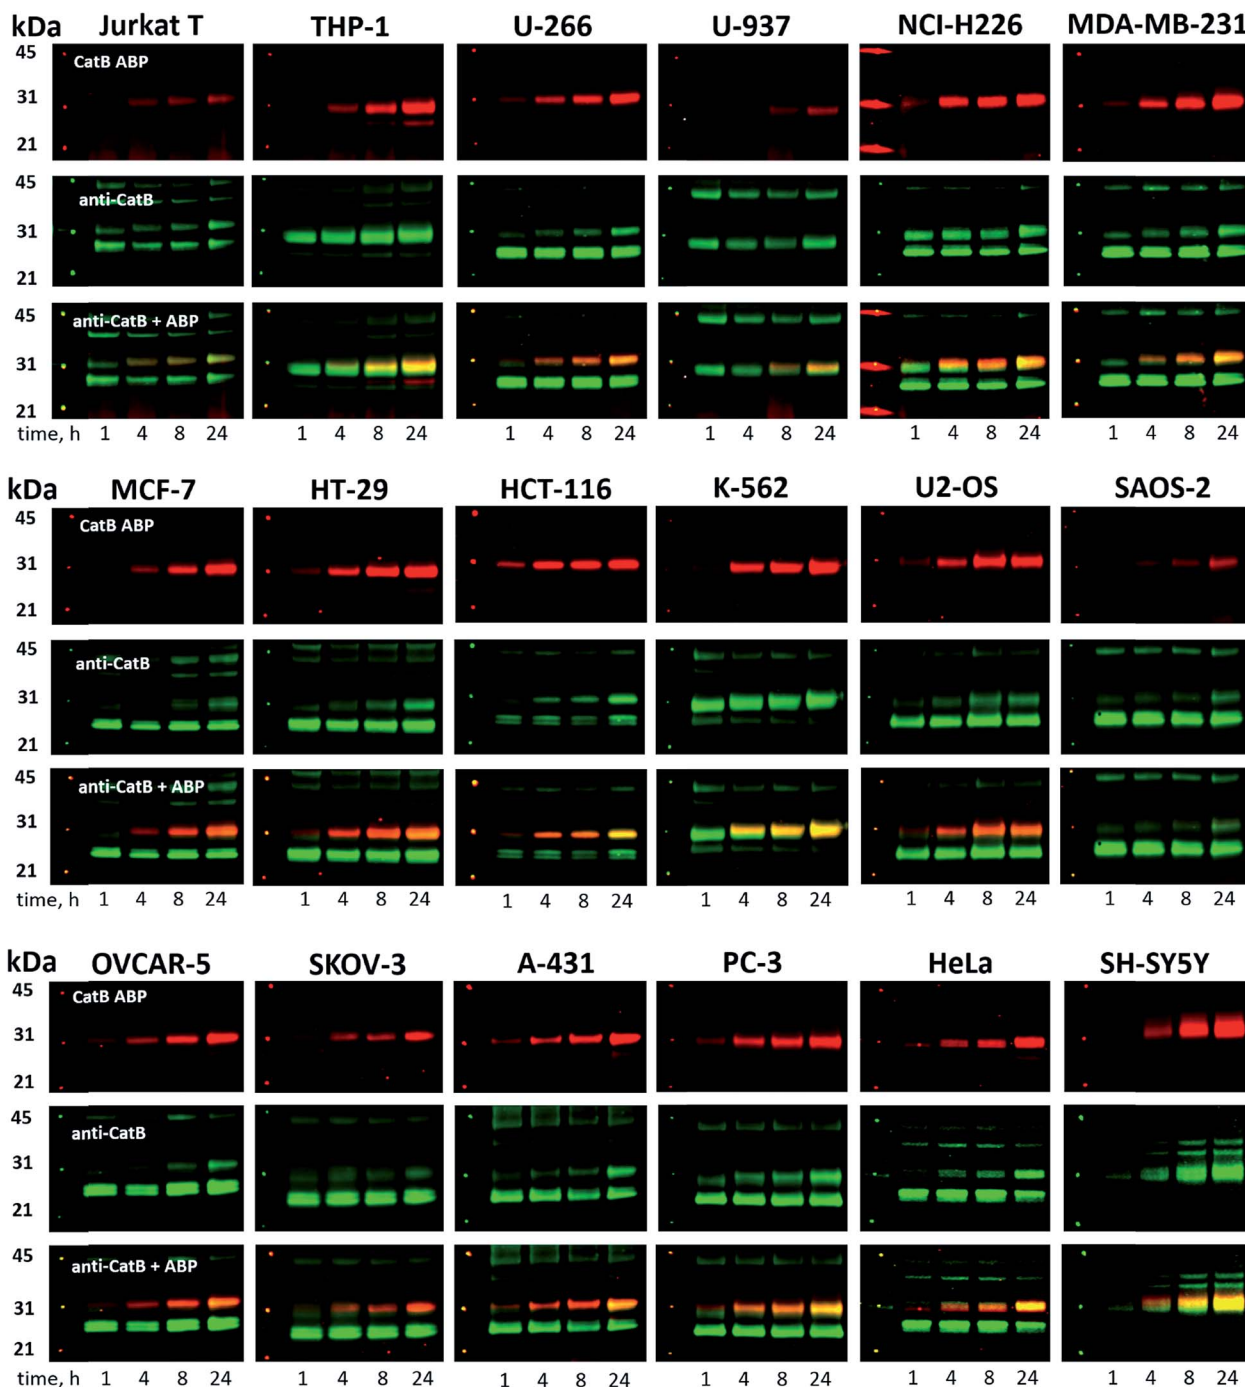 kDa Jurkat T THP-1 U-266 U-937 NCI-H226 MDA-MB-231
45
CatB ABP
31
21
45
anti-CatB
31
21
45
anti-CatB + ABP
31
21
time, h 1 4 8 24 1 4 8 24 1 4 8 24 1 4 8 24 1 4 8 24 1 4 8 24
kDa MCF-7 HT-29 HCT-116 K-562 U2-OS SAOS-2
45
CatB ABP
31
21
45
anti-CatB
31
21
45
anti-CatB + ABP
31
21
time, h 1 4 8 24 1 4 8 24 1 4 8 24 1 4 8 24 1 4 8 24 1 4 8 24
kDa OVCAR-5 SKOV-3 A-431 PC-3 HeLa SH-SY5Y
45
CatB ABP
31
21
45
anti-CatB
31
21
45
anti-CatB + ABP
31
21
time, h 1 4 8 24 1 4 8 24 1 4 8 24 1 4 8 24 1 4 8 24 1 4 8 24